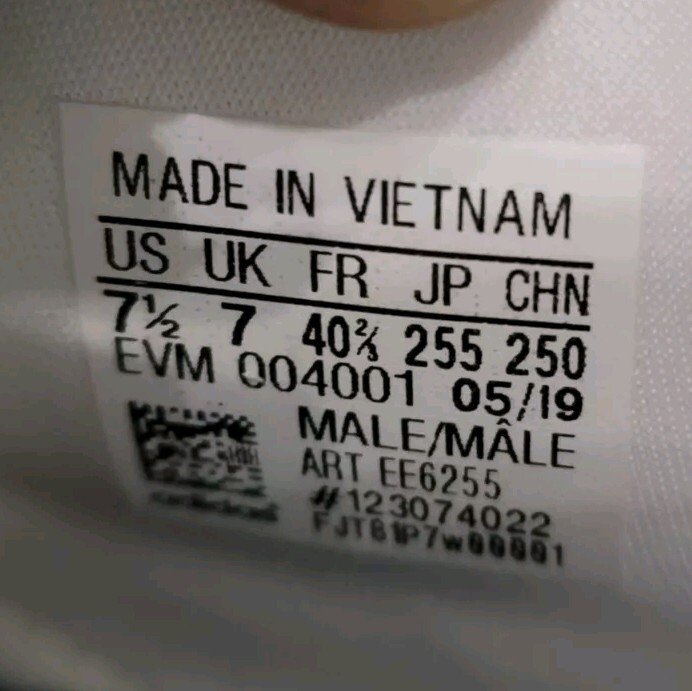 MADE IN VIETNAM
US UK FR JP CHN
7½ 7 40⅔ 255 250
EVM 004001 05/19
MALE/MÂLE
ART EE6255
#123074022